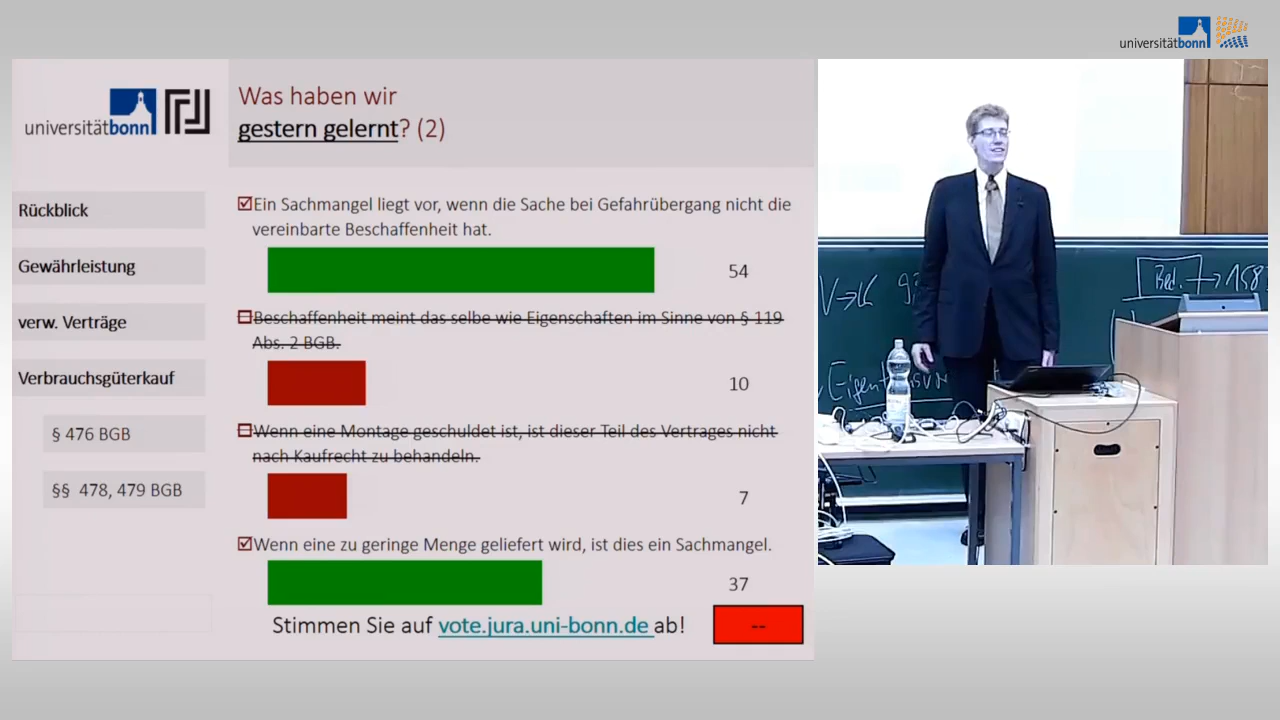 universitätbonn
universitätbonn
Was haben wir
gestern gelernt? (2)
Rückblick
Gewährleistung
verw. Verträge
Verbrauchsgüterkauf
§ 476 BGB
§§ 478, 479 BGB
Ein Sachmangel liegt vor, wenn die Sache bei Gefahrübergang nicht die
vereinbarte Beschaffenheit hat.
54
Beschaffenheit meint das selbe wie Eigenschaften im Sinne von § 119
Abs. 2 BGB.
10
Wenn eine Montage geschuldet ist, ist dieser Teil des Vertrages nicht
nach Kaufrecht zu behandeln.
7
Wenn eine zu geringe Menge geliefert wird, ist dies ein Sachmangel.
37
Stimmen Sie auf vote.jura.uni-bonn.de ab!
--
V→K
Bed. → 158